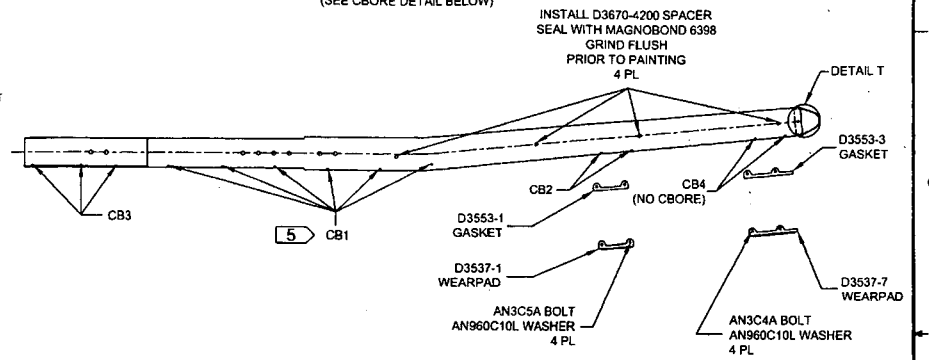 (SEE CBORE DETAIL BELOW)
INSTALL D3670-4200 SPACER
SEAL WITH MAGNOBOND 6398
GRIND FLUSH
PRIOR TO PAINTING
4 PL
DETAIL T
D3553-3
GASKET
CB3
5
CB1
CB2
CB4
(NO CBORE)
D3553-1
GASKET
D3537-1
WEARPAD
AN3C5A BOLT
AN960C10L WASHER
4 PL
D3537-7
WEARPAD
AN3C4A BOLT
AN960C10L WASHER
4 PL